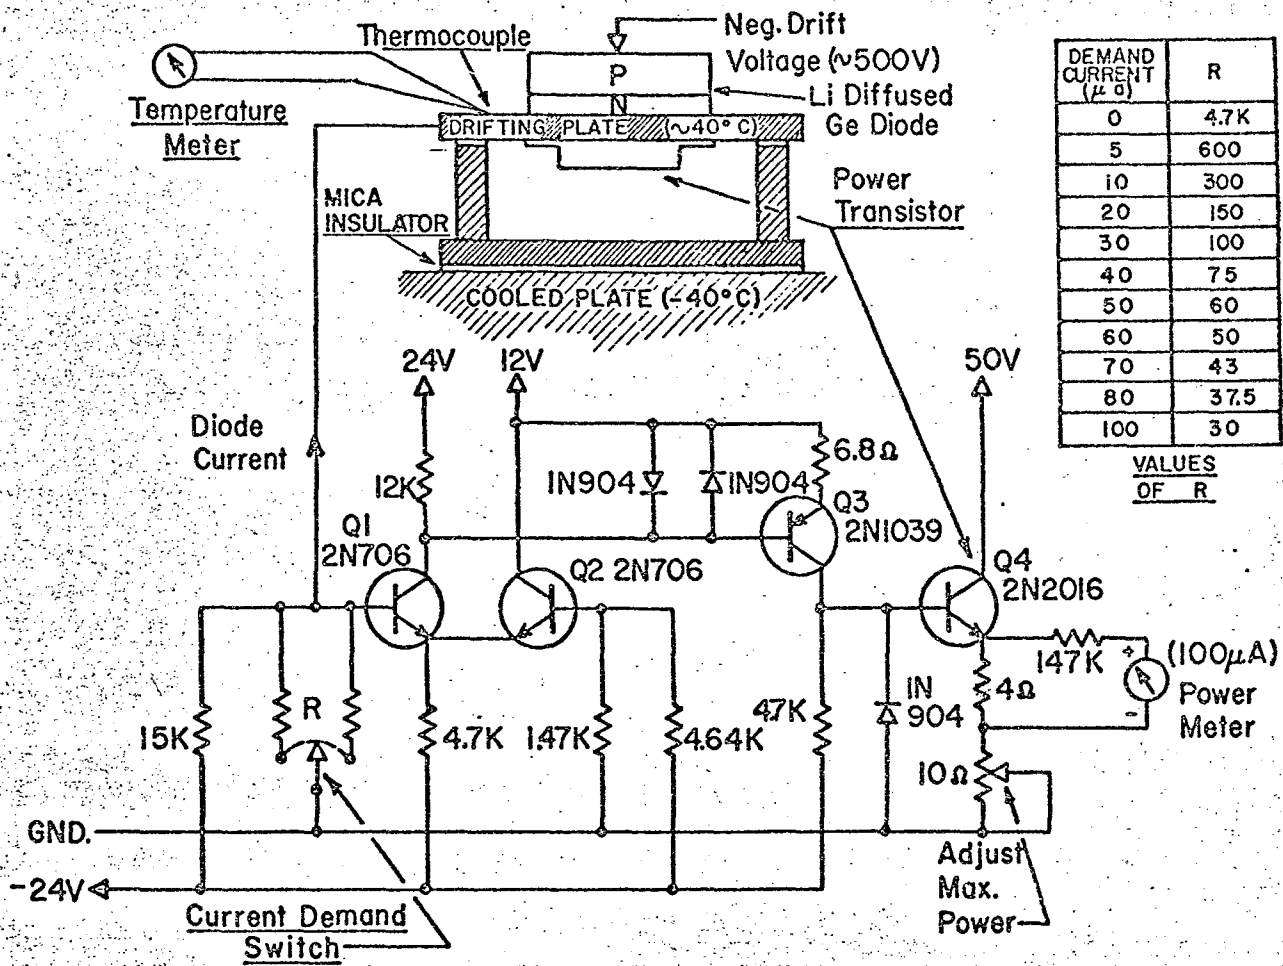 Thermocouple
Temperature
Meter
Neg. Drift
Voltage (~500V)
P
N
Li Diffused
Ge Diode
DRIFTING PLATE (~40°C)
MICA
INSULATOR
Power
Transistor
COOLED PLATE (-40°C)
DEMAND CURRENT (μa) R
0 4.7K
5 600
10 300
20 150
30 100
40 75
50 60
60 50
70 43
80 37.5
100 30
VALUES
OF R
24V
12V
50V
Diode
Current
12K
1N904
1N904
6.8Ω
Q1
2N706
Q2 2N706
Q3
2N1039
Q4
2N2016
147K
(100μA)
Power
Meter
+
-
15K
R
4.7K
1.47K
4.64K
47K
1N
904
4Ω
10Ω
GND.
-24V
Adjust
Max.
Power
Current Demand
Switch